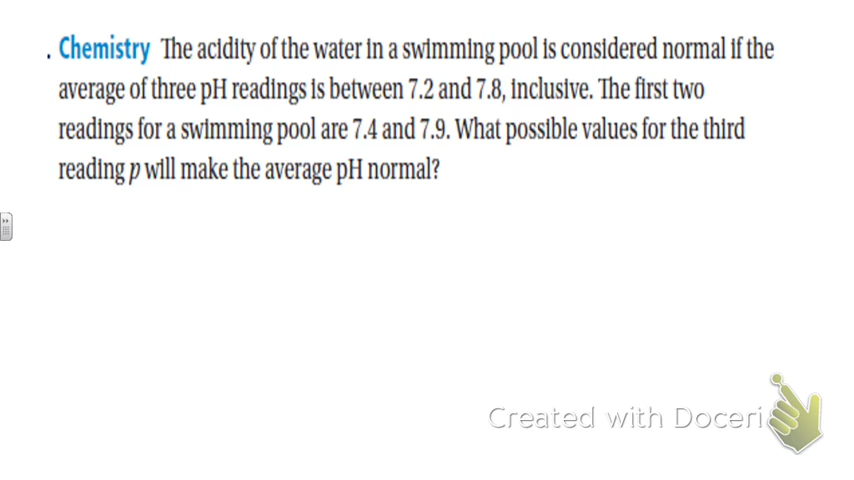 . Chemistry The acidity of the water in a swimming pool is considered normal if the
average of three pH readings is between 7.2 and 7.8, inclusive. The first two
readings for a swimming pool are 7.4 and 7.9. What possible values for the third
reading p will make the average pH normal?
Created with Doceri